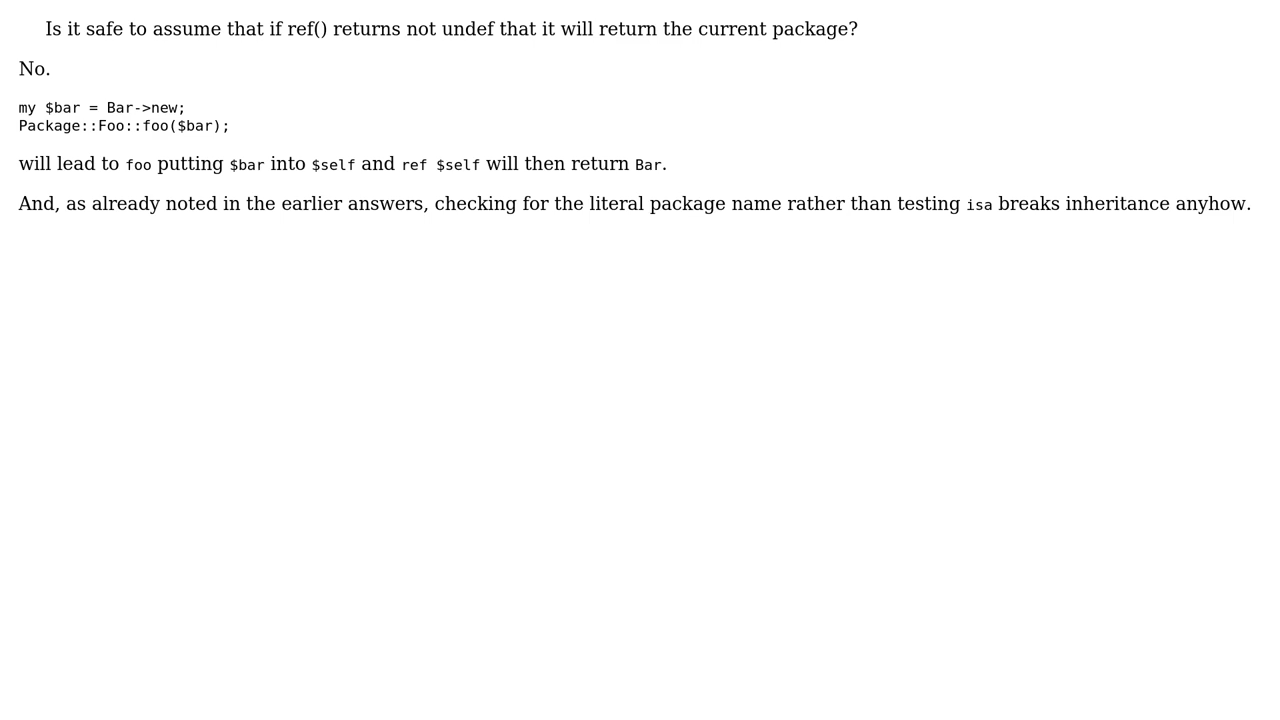 Is it safe to assume that if ref() returns not undef that it will return the current package?
No.
my $bar = Bar->new;
Package::Foo::foo($bar);
will lead to foo putting $bar into $self and ref $self will then return Bar.
And, as already noted in the earlier answers, checking for the literal package name rather than testing isa breaks inheritance anyhow.